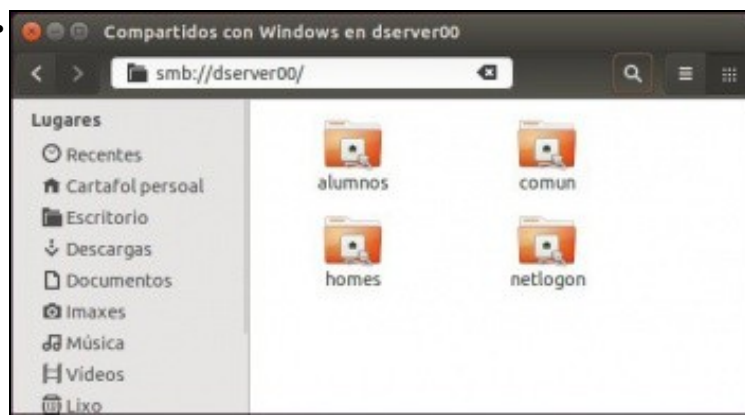 Compartidos con Windows en dserver00
smb://dserver00/
Lugares
Recentes
Cartafol persoal
Escritorio
Descargas
Documentos
Imaxes
Música
Vídeos
Lixo
alumnos comun
homes netlogon